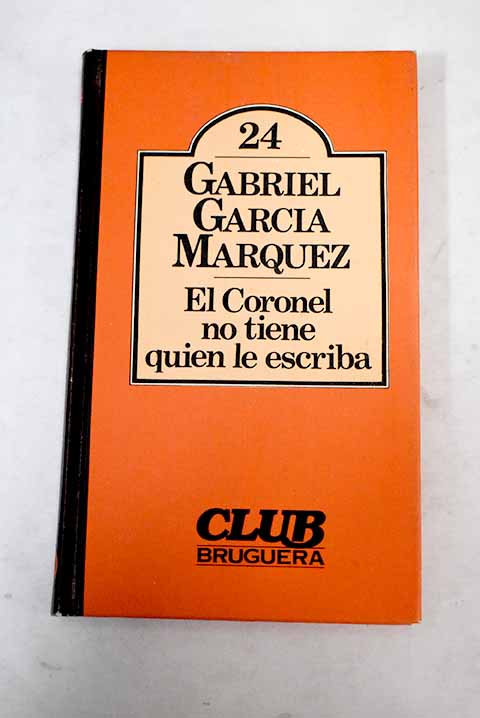 24
GABRIEL
GARCIA
MARQUEZ
El Coronel
no tiene
quien le escriba
CLUB
BRUGUERA